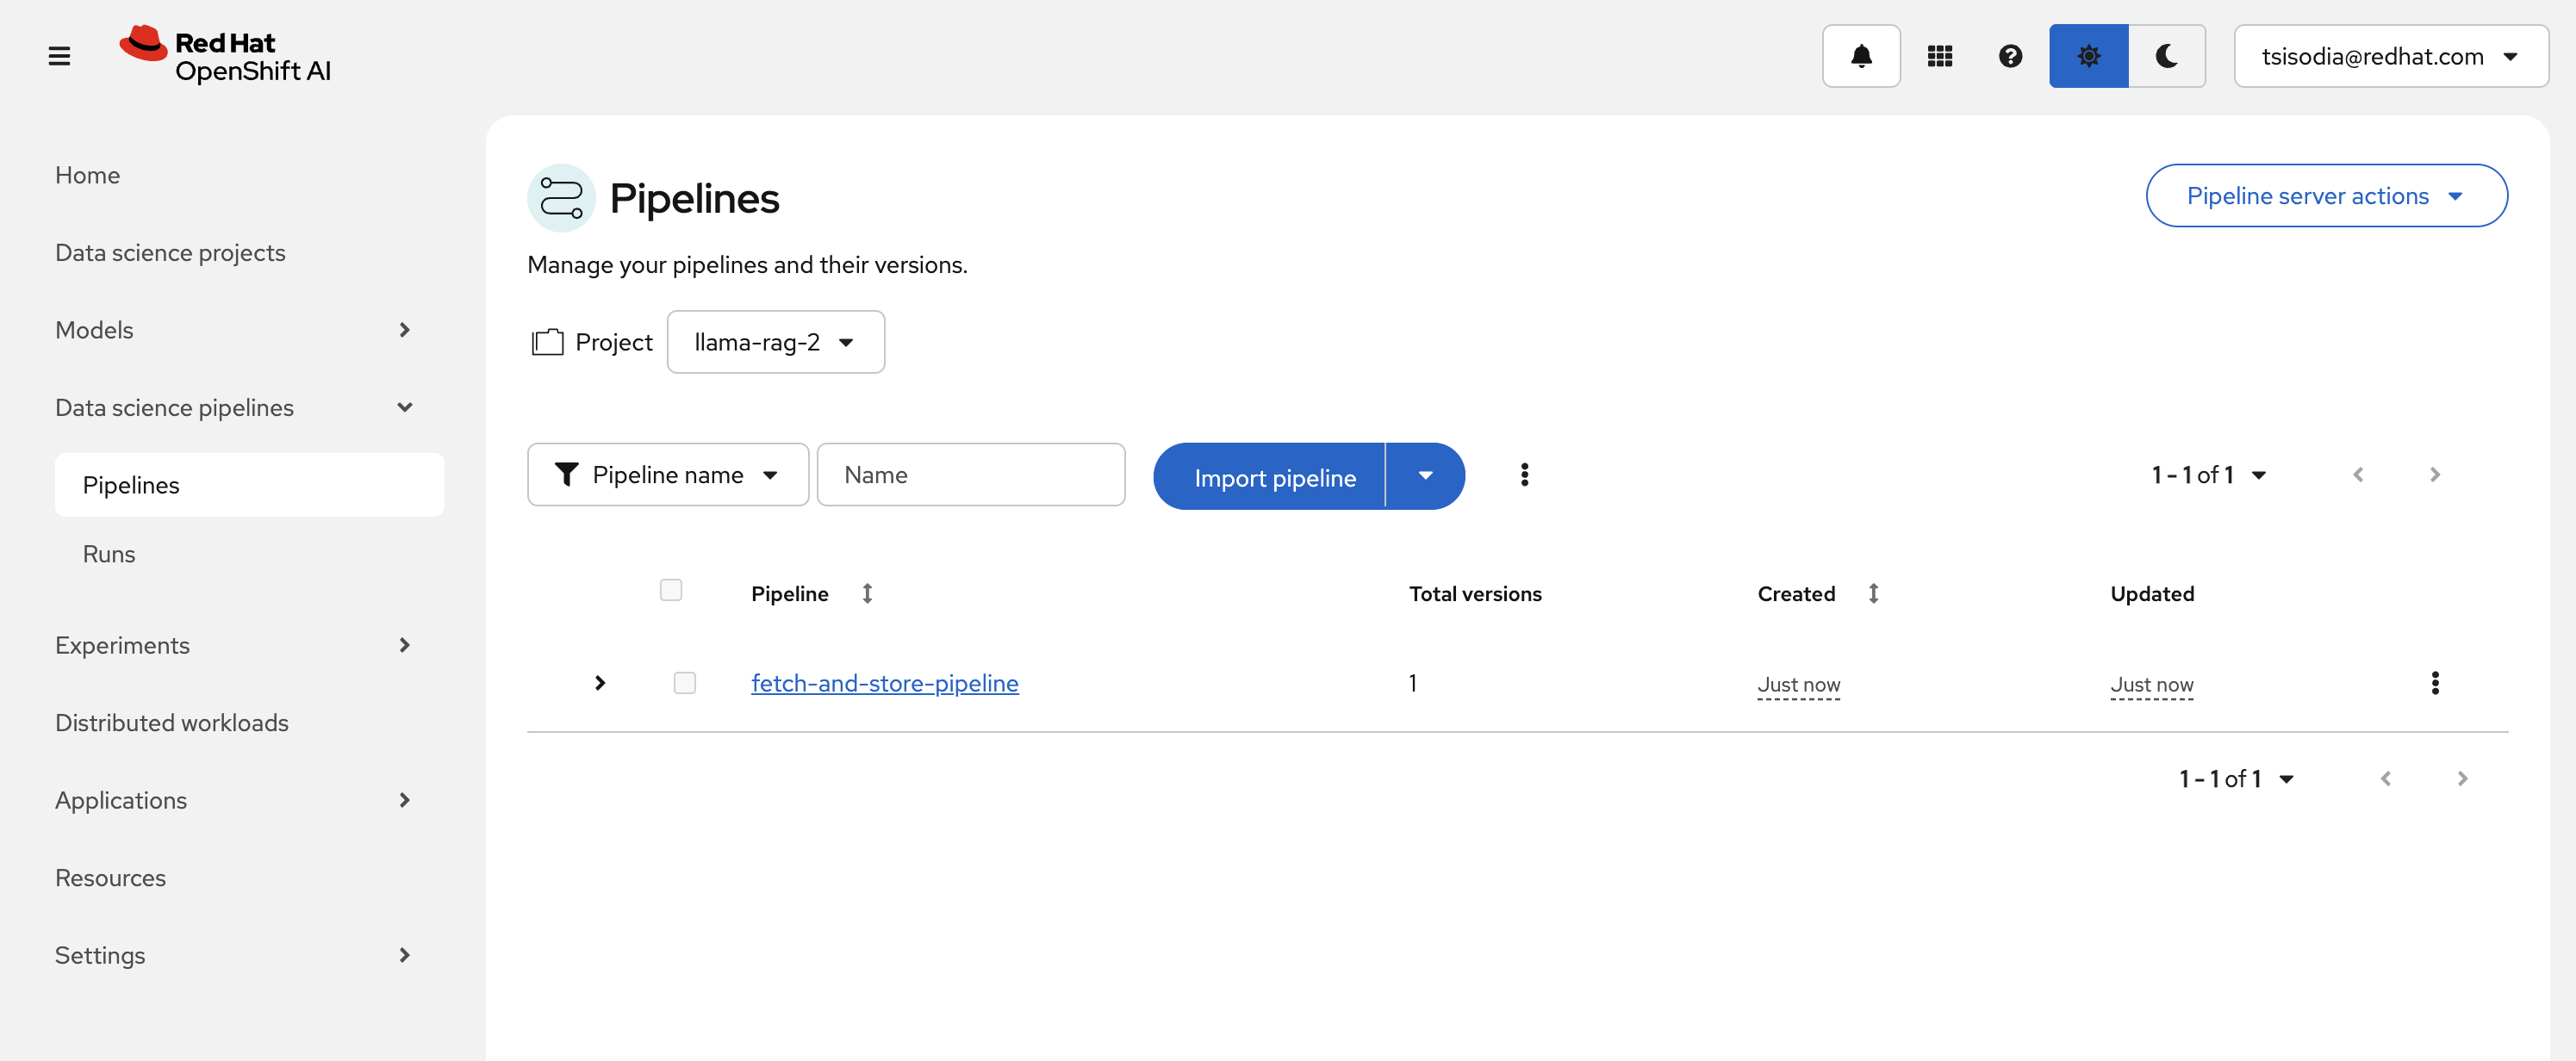 Red Hat
OpenShift AI
tsisodia@redhat.com
Home
Data science projects
Models
Data science pipelines
Pipelines
Runs
Experiments
Distributed workloads
Applications
Resources
Settings
Pipelines
Pipeline server actions
Manage your pipelines and their versions.
Project llama-rag-2
Pipeline name Name Import pipeline 1 - 1 of 1
Pipeline Total versions Created Updated
fetch-and-store-pipeline 1 Just now Just now
1 - 1 of 1